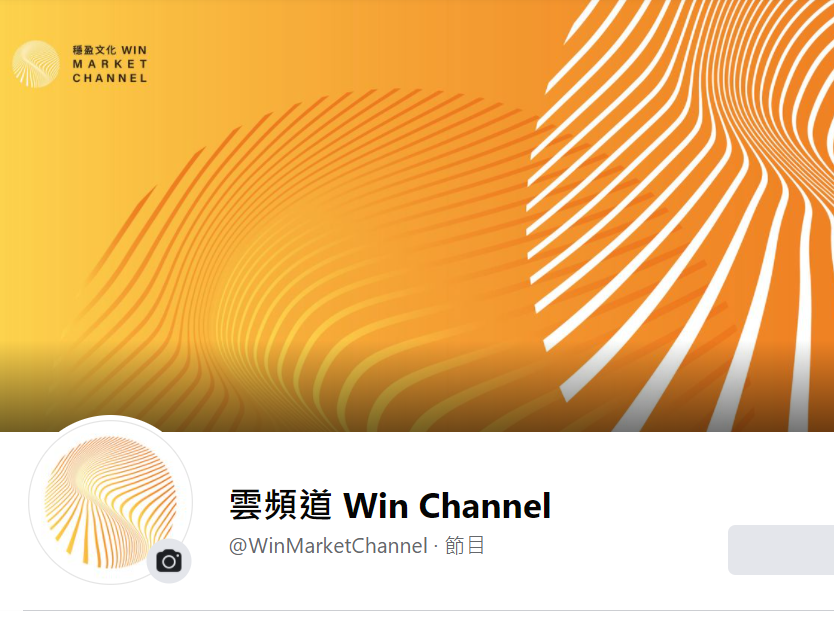 穩盈文化 WIN
MARKET
CHANNEL
雲頻道 Win Channel
@WinMarketChannel · 節目